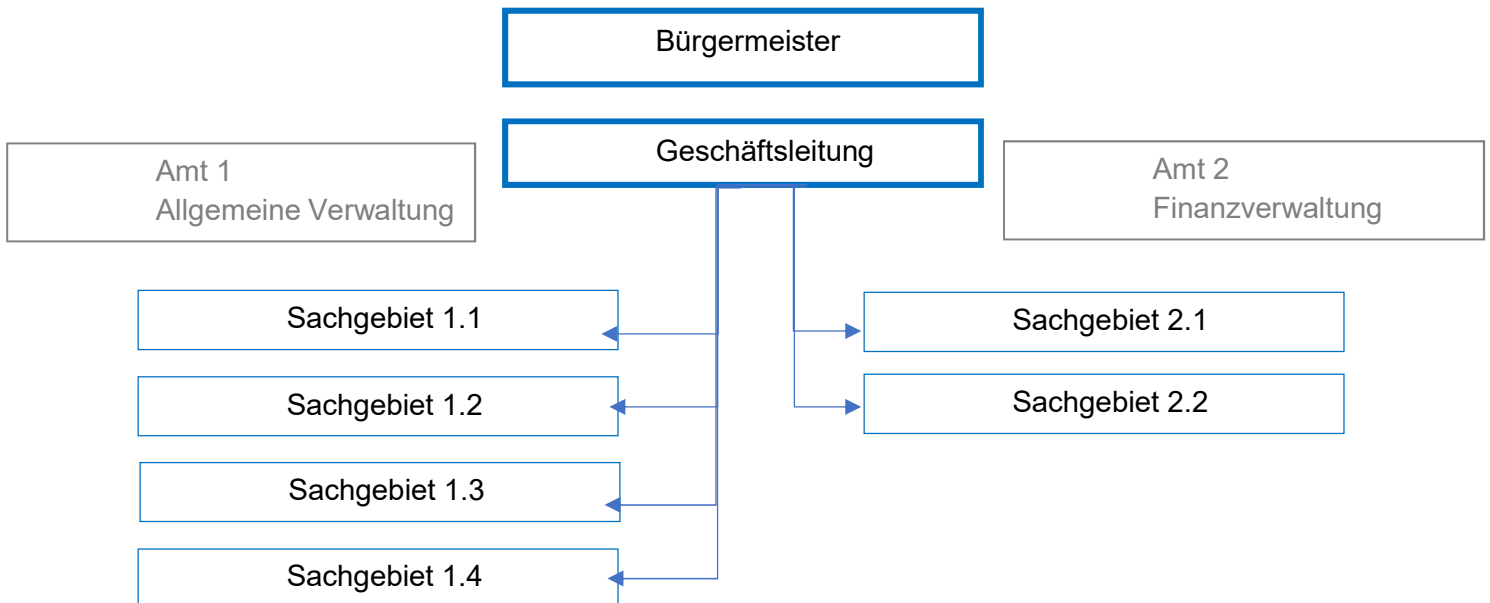 Bürgermeister
Geschäftsleitung
Amt 1
Allgemeine Verwaltung
Amt 2
Finanzverwaltung
Sachgebiet 1.1
Sachgebiet 2.1
Sachgebiet 1.2
Sachgebiet 2.2
Sachgebiet 1.3
Sachgebiet 1.4